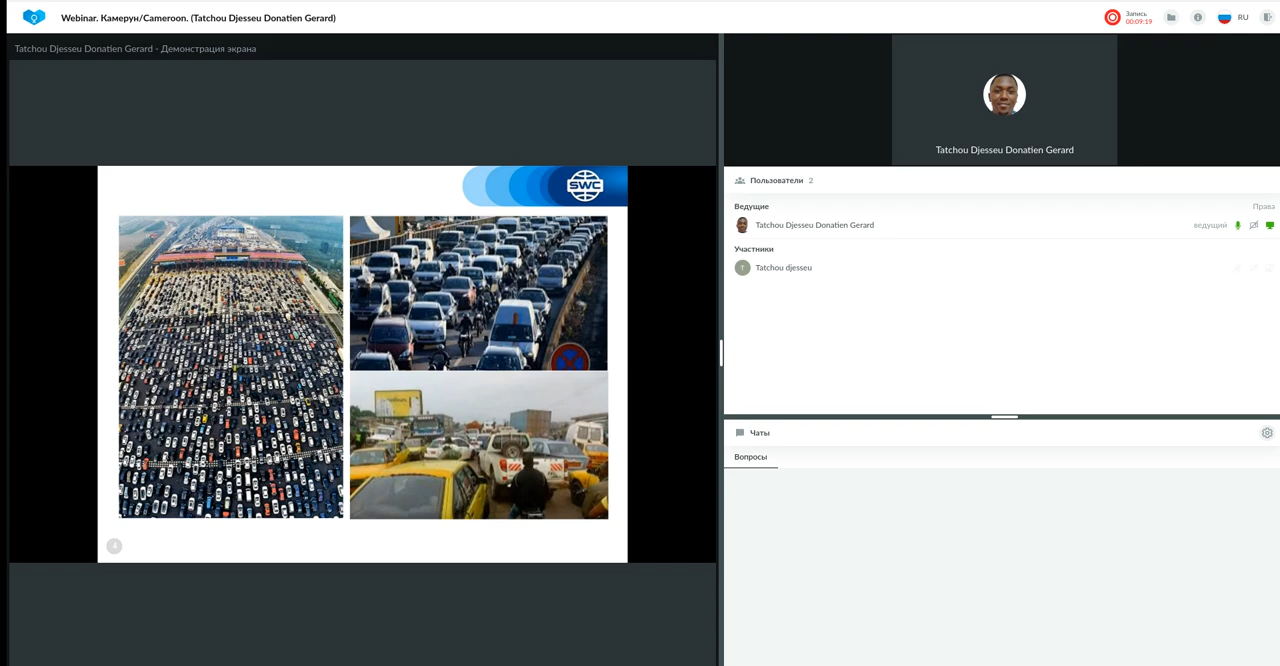 Webinar. Камерун/Cameroon. (Tatchou Djesseu Donatien Gerard)
Запись
00:09:19
RU
Tatchou Djesseu Donatien Gerard - Демонстрация экрана
SWC
4
Tatchou Djesseu Donatien Gerard
Пользователи 2
Ведущие Права
Tatchou Djesseu Donatien Gerard ведущий
Участники
T Tatchou djesseu
Чаты
Вопросы